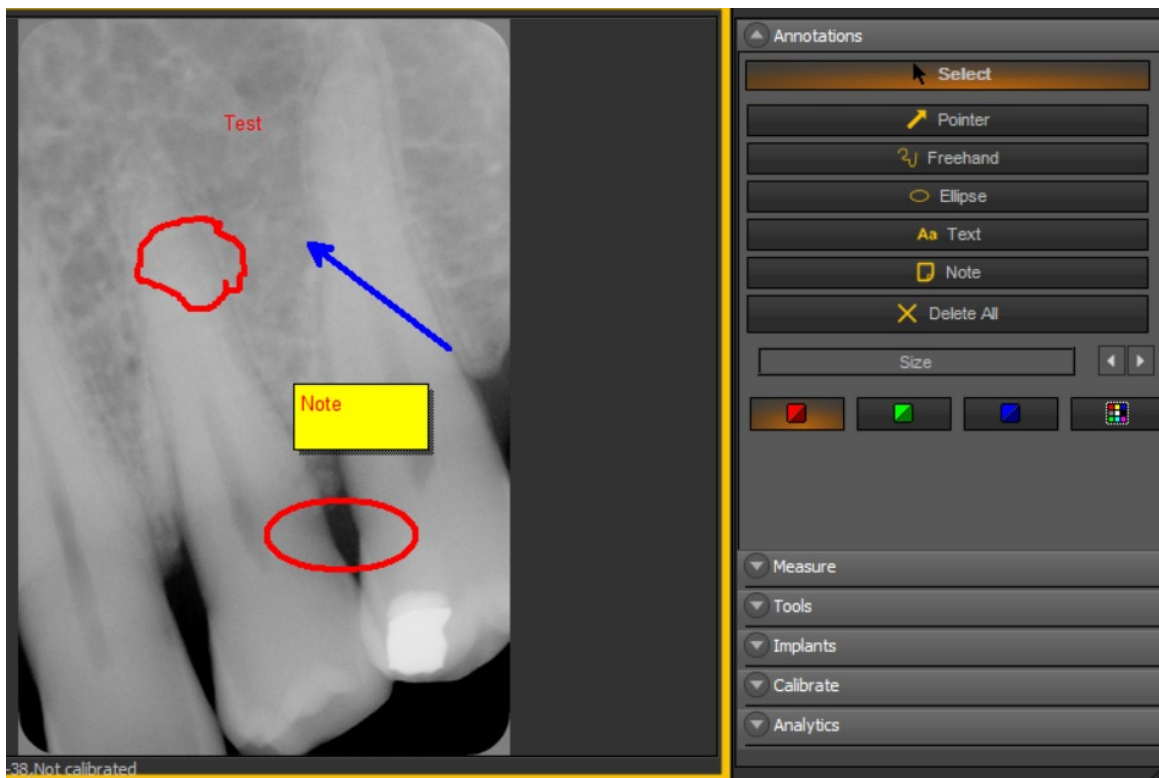 Test
Note
-38,Not calibrated
Annotations
Select
Pointer
Freehand
Ellipse
Aa Text
Note
Delete All
Size
Measure
Tools
Implants
Calibrate
Analytics